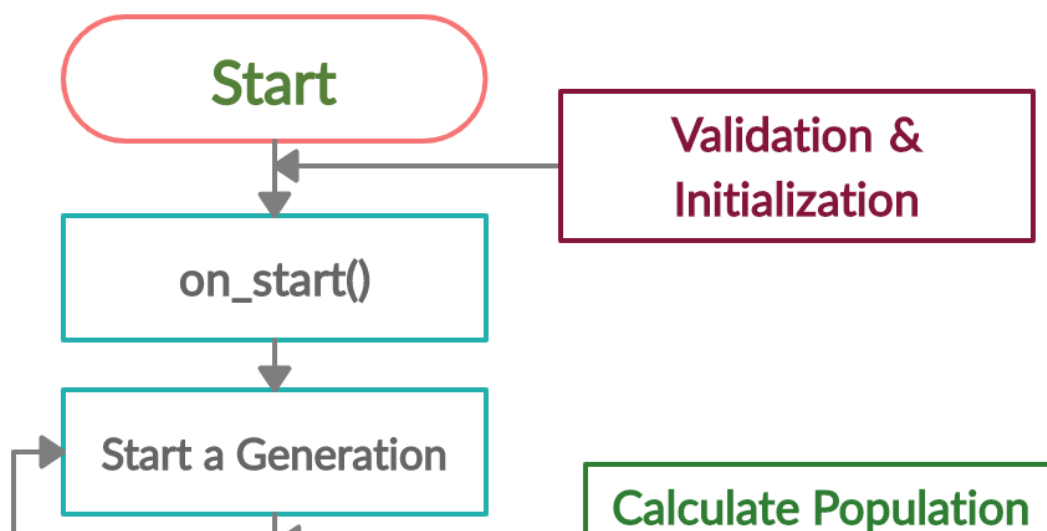 Start
Validation &
Initialization
on_start()
Start a Generation
Calculate Population